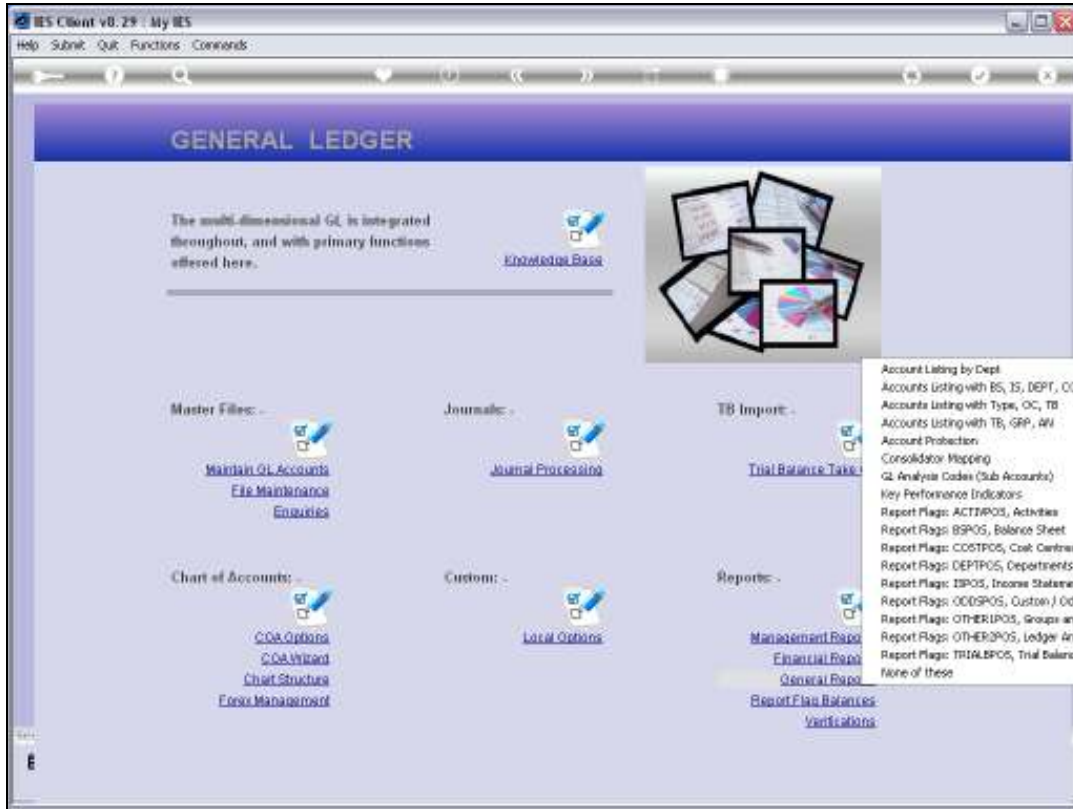 IES Client v8.29 : My IES
Help Submit Quit Functions Commands
GENERAL LEDGER
The multi-dimensional GL is integrated
throughout, and with primary functions
offered here.
Knowledge Base
Master Files: .
Maintain GL Accounts
File Maintenance
Enquiries
Journals: .
Journal Processing
TB Import: .
Trial Balance Take
Chart of Accounts: .
COA Options
COA Wizard
Chart Structure
Forex Management
Custom: .
Local Options
Reports: .
Management Repo
Financial Repo
General Repo
Report Flag Balances
Verifications
Account Listing by Dept
Accounts Listing with BS, IS, DEPT,
Accounts Listing with Type, OC, TB
Accounts Listing with TB, GRP, AN
Account Protection
Consolidator Mapping
GL Analysis Codes (Sub Accounts)
Key Performance Indicators
Report Flags: ACTIVPOS, Activities
Report Flags: BSPOS, Balance Sheet
Report Flags: COSTPOS, Cost Centres
Report Flags: DEPTPOS, Departments
Report Flags: ISPOS, Income Stateme
Report Flags: ODDSPOS, Custom / Od
Report Flags: OTHER1POS, Groups an
Report Flags: OTHER2POS, Ledger An
Report Flags: TRIALBPOS, Trial Balanc
None of these